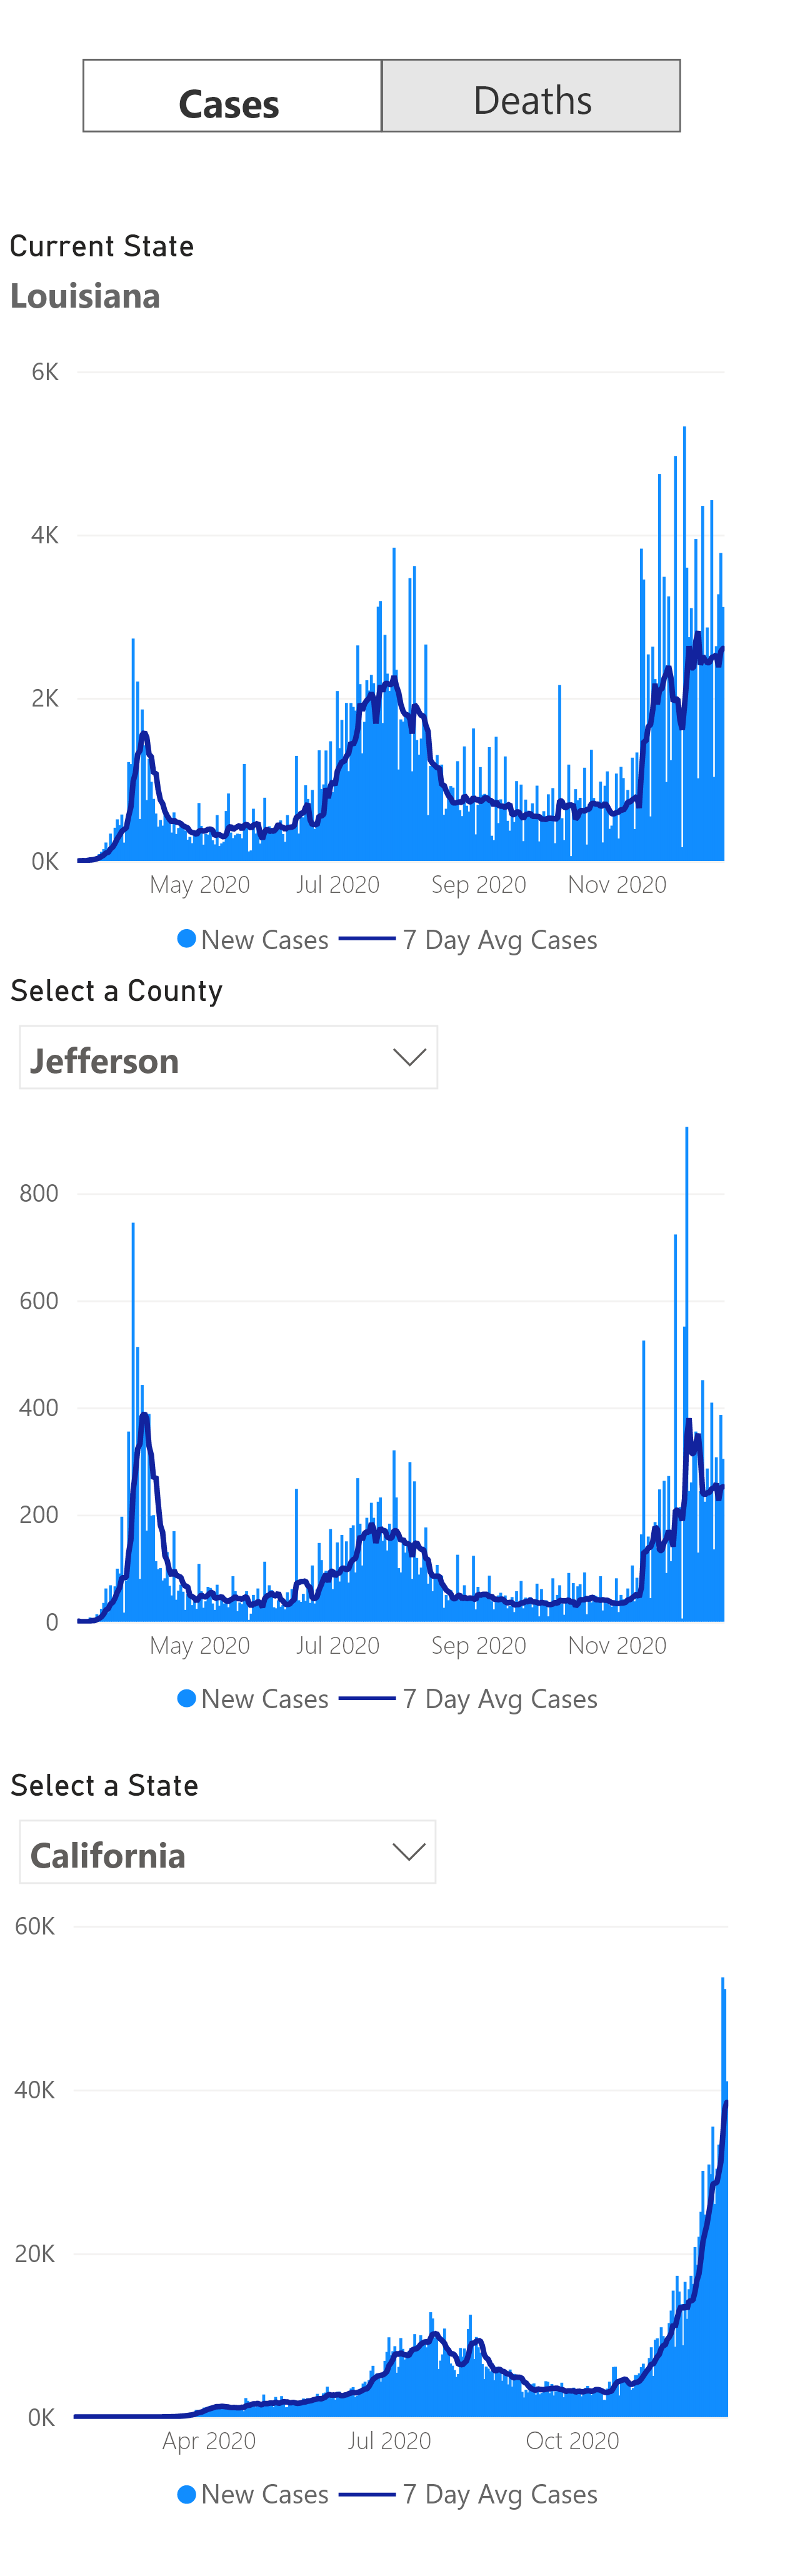 Cases Deaths
Current State
Louisiana
6K
4K
2K
0K
May 2020 Jul 2020 Sep 2020 Nov 2020
New Cases 7 Day Avg Cases
Select a County
Jefferson
800
600
400
200
0
May 2020 Jul 2020 Sep 2020 Nov 2020
New Cases 7 Day Avg Cases
Select a State
California
60K
40K
20K
0K
Apr 2020 Jul 2020 Oct 2020
New Cases 7 Day Avg Cases